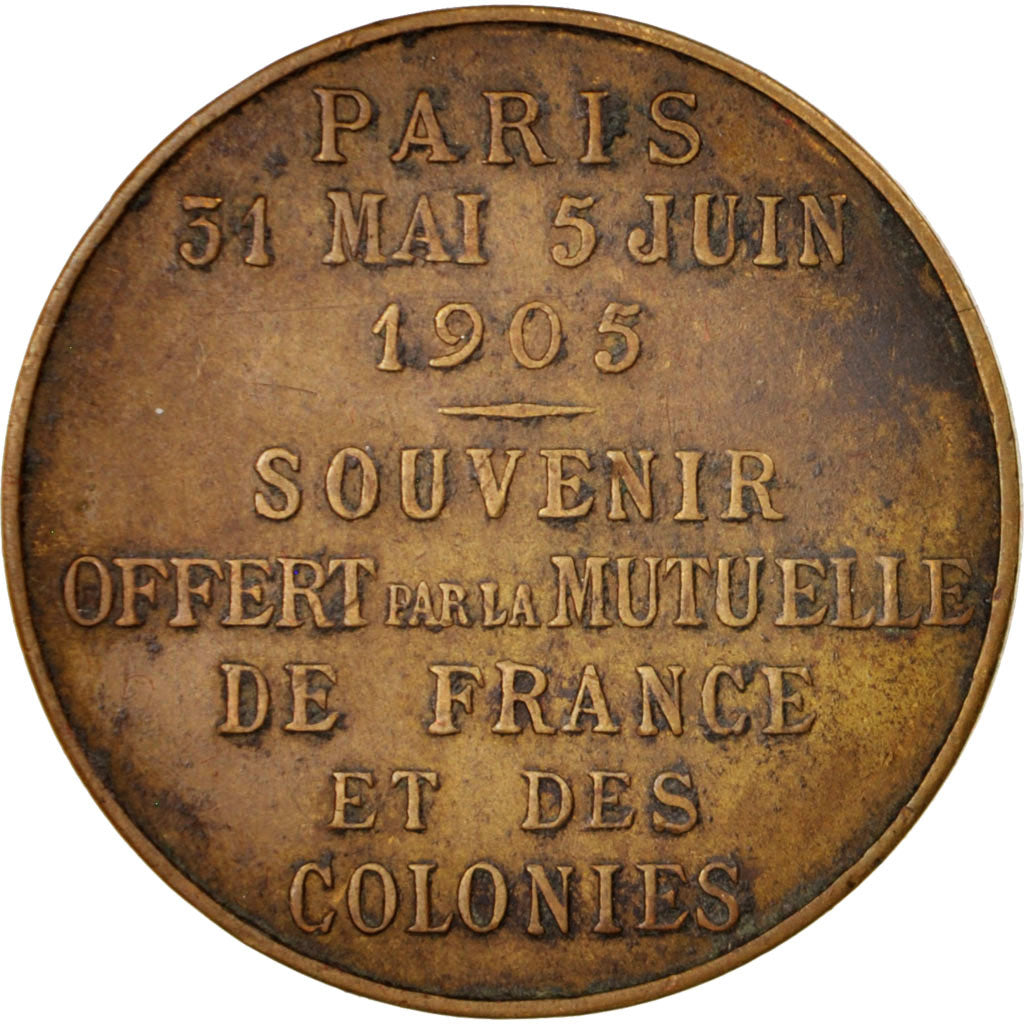 PARIS
31 MAI 5 JUIN
1905
SOUVENIR
OFFERT PAR LA MUTUELLE
DE FRANCE
ET DES
COLONIES